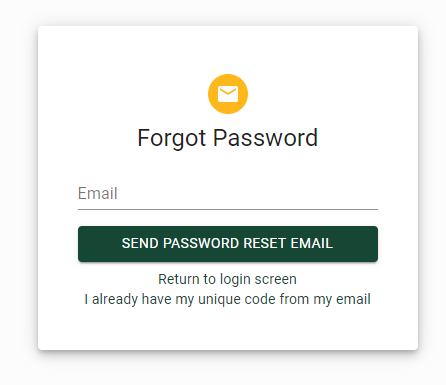 Forgot Password
Email
SEND PASSWORD RESET EMAIL
Return to login screen
I already have my unique code from my email